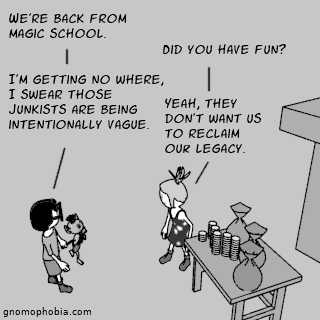 WE'RE BACK FROM
MAGIC SCHOOL.
DID YOU HAVE FUN?
I'M GETTING NO WHERE,
I SWEAR THOSE
JUNKISTS ARE BEING
INTENTIONALLY VAGUE.
YEAH, THEY
DON'T WANT US
TO RECLAIM
OUR LEGACY.
gnomophobia.com